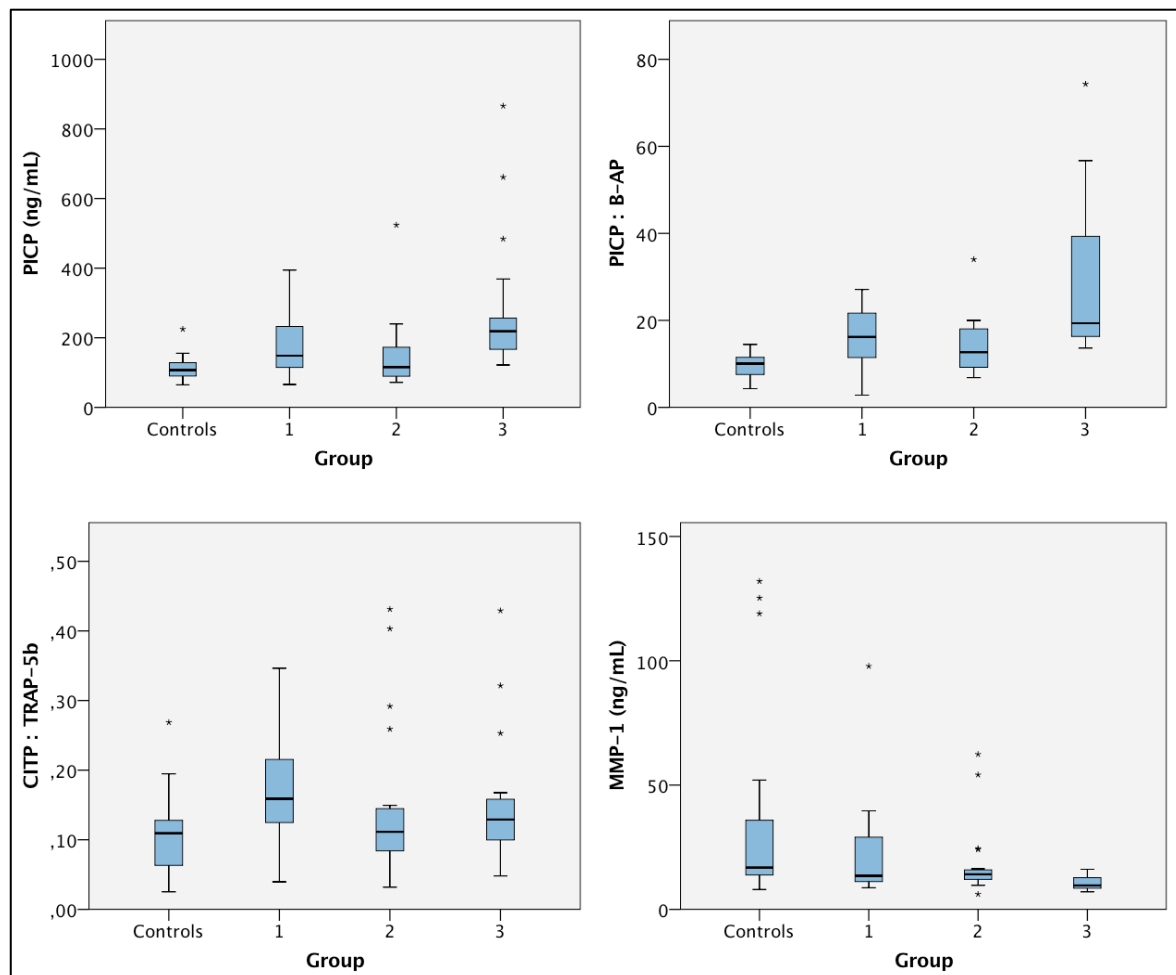 PICP (ng/mL)
1000
800
600
400
200
0
Controls 1 2 3
Group
PICP : B-AP
80
60
40
20
0
Controls 1 2 3
Group
CITP : TRAP-5b
,50
,40
,30
,20
,10
,00
Controls 1 2 3
Group
MMP-1 (ng/mL)
150
100
50
0
Controls 1 2 3
Group